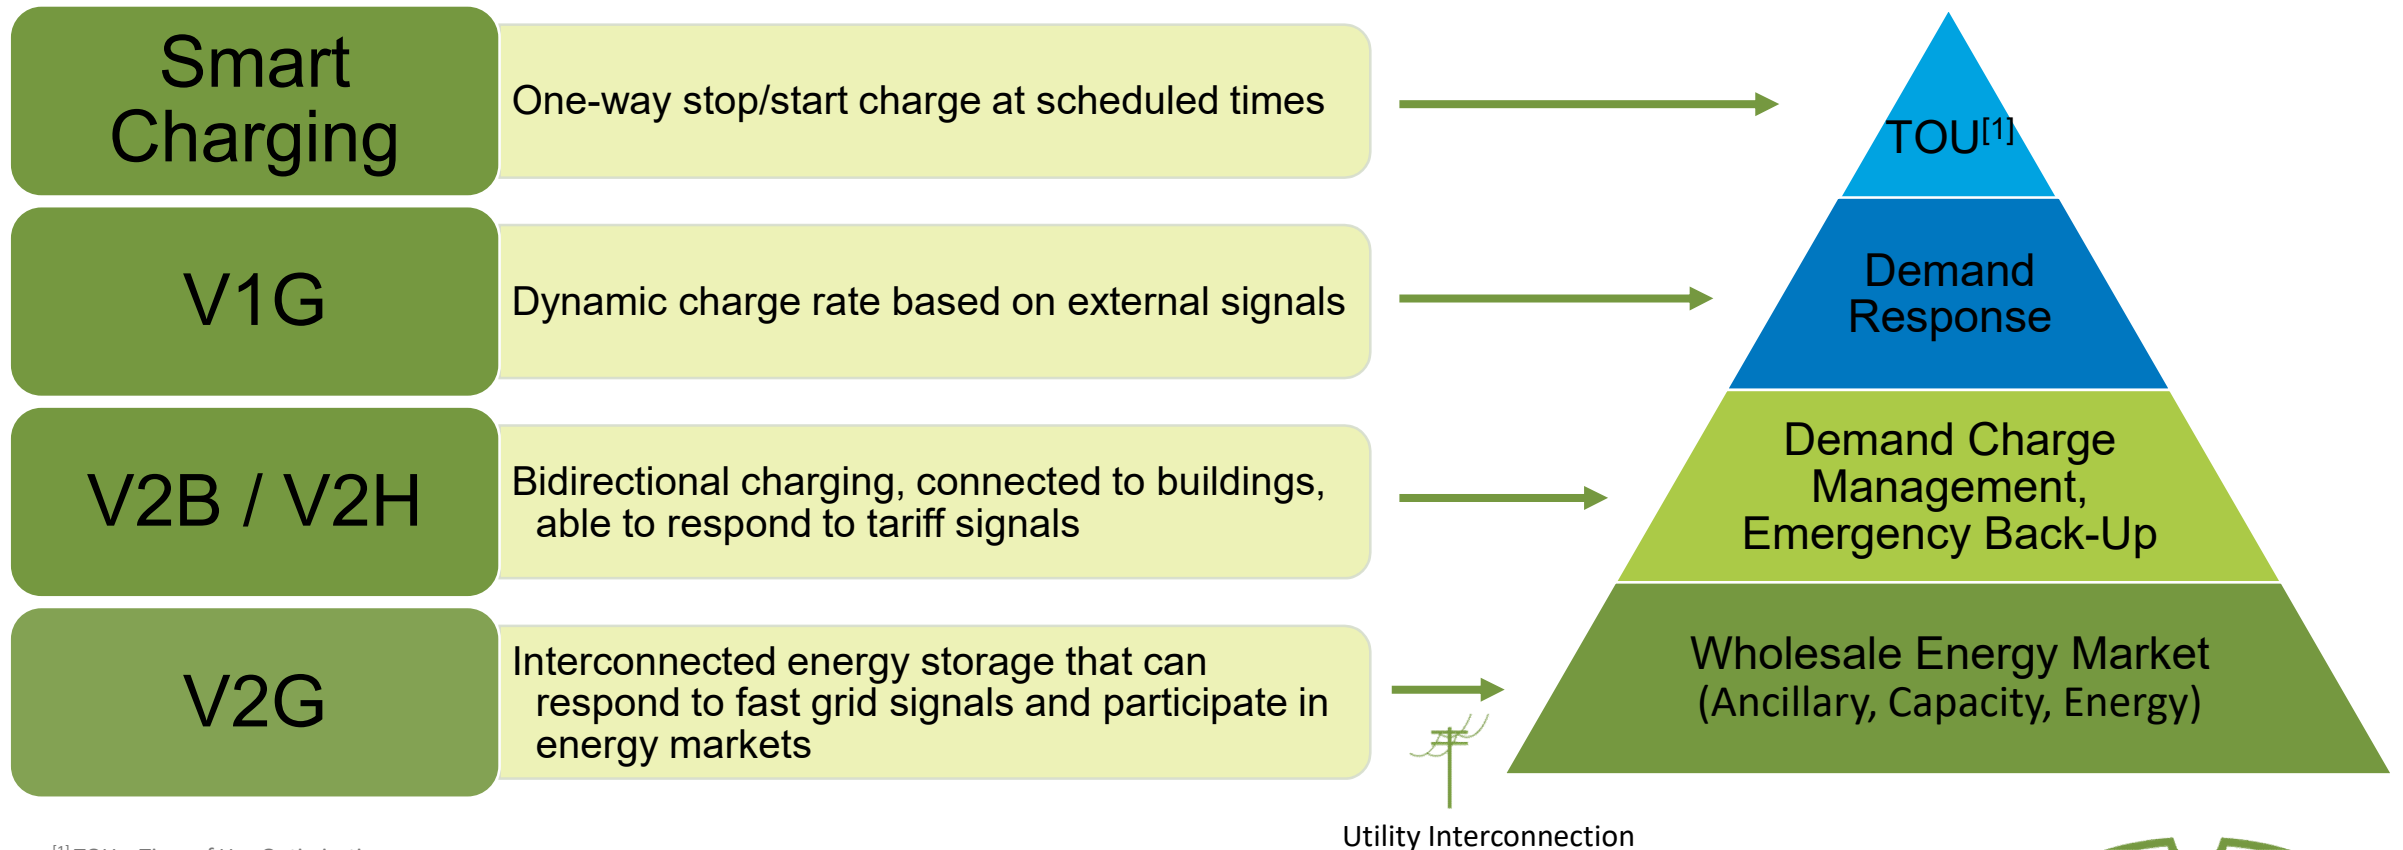 Smart
Charging
One-way stop/start charge at scheduled times
TOU[1]
V1G
Dynamic charge rate based on external signals
Demand
Response
V2B / V2H
Bidirectional charging, connected to buildings,
able to respond to tariff signals
Demand Charge
Management,
Emergency Back-Up
V2G
Interconnected energy storage that can
respond to fast grid signals and participate in
energy markets
Wholesale Energy Market
(Ancillary, Capacity, Energy)
Utility Interconnection